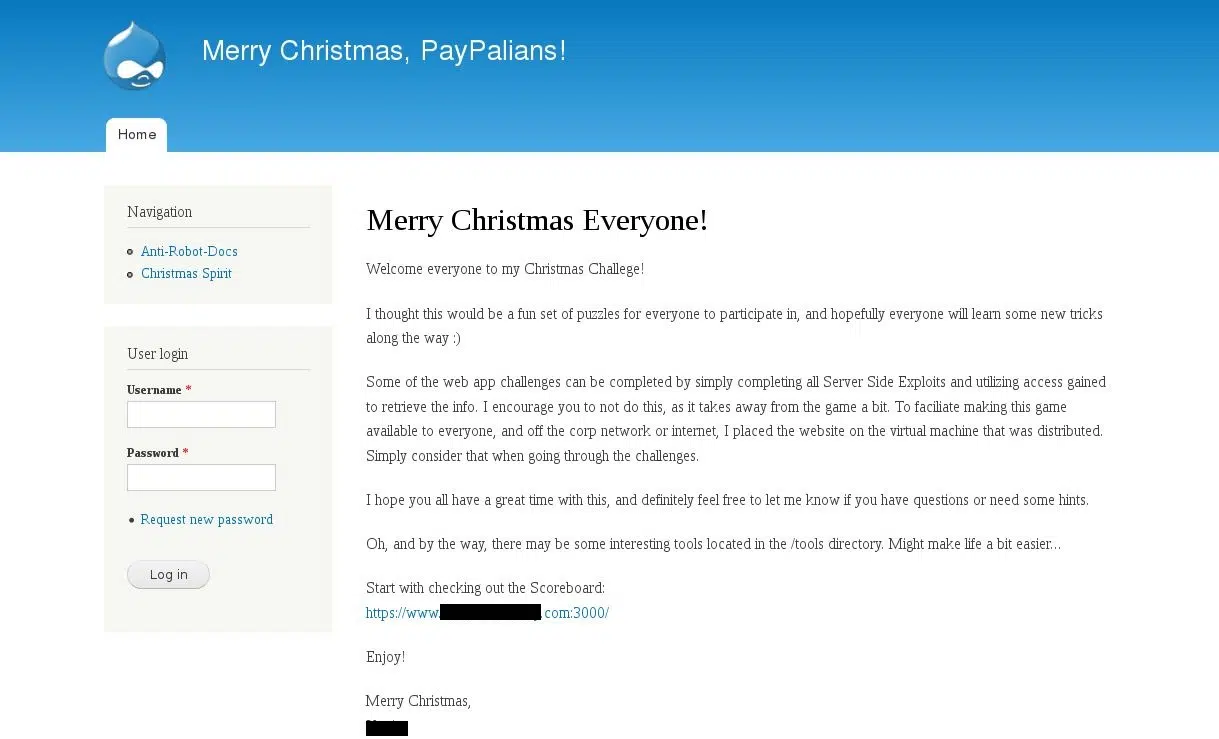 Merry Christmas, PayPalians!
Home
Navigation
Anti-Robot-Docs
Christmas Spirit
User login
Username *
Password *
Request new password
Log in
Merry Christmas Everyone!
Welcome everyone to my Christmas Challege!
I thought this would be a fun set of puzzles for everyone to participate in, and hopefully everyone will learn some new tricks
along the way :)
Some of the web app challenges can be completed by simply completing all Server Side Exploits and utilizing access gained
to retrieve the info. I encourage you to not do this, as it takes away from the game a bit. To faciliate making this game
available to everyone, and off the corp network or internet, I placed the website on the virtual machine that was distributed.
Simply consider that when going through the challenges.
I hope you all have a great time with this, and definitely feel free to let me know if you have questions or need some hints.
Oh, and by the way, there may be some interesting tools located in the /tools directory. Might make life a bit easier...
Start with checking out the Scoreboard:
https://www. .com:3000/
Enjoy!
Merry Christmas,